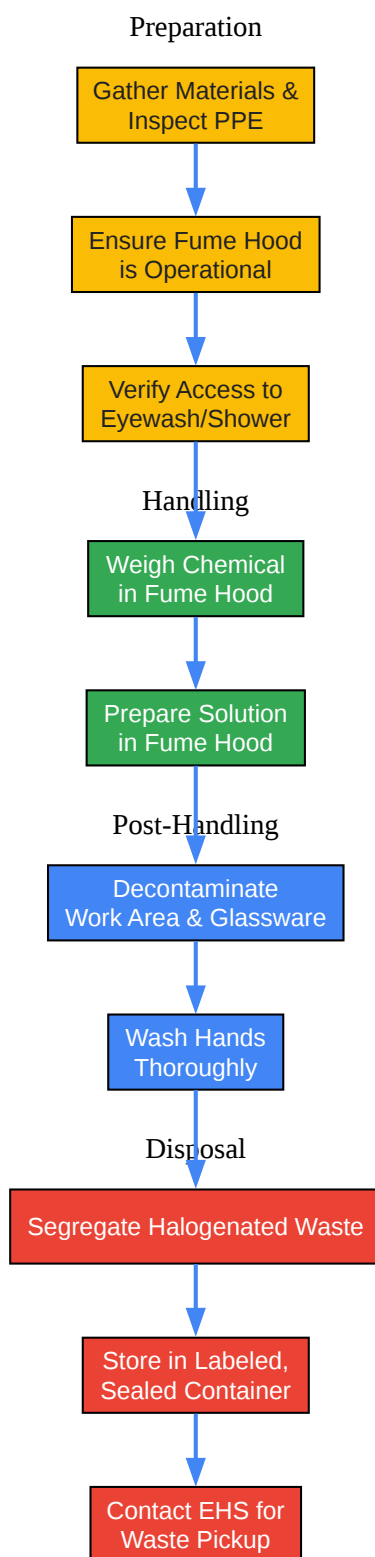 Preparation
Gather Materials &
Inspect PPE
Ensure Fume Hood
is Operational
Verify Access to
Eyewash/Shower
Handling
Weigh Chemical
in Fume Hood
Prepare Solution
in Fume Hood
Post-Handling
Decontaminate
Work Area & Glassware
Wash Hands
Thoroughly
Disposal
Segregate Halogenated Waste
Store in Labeled,
Sealed Container
Contact EHS for
Waste Pickup